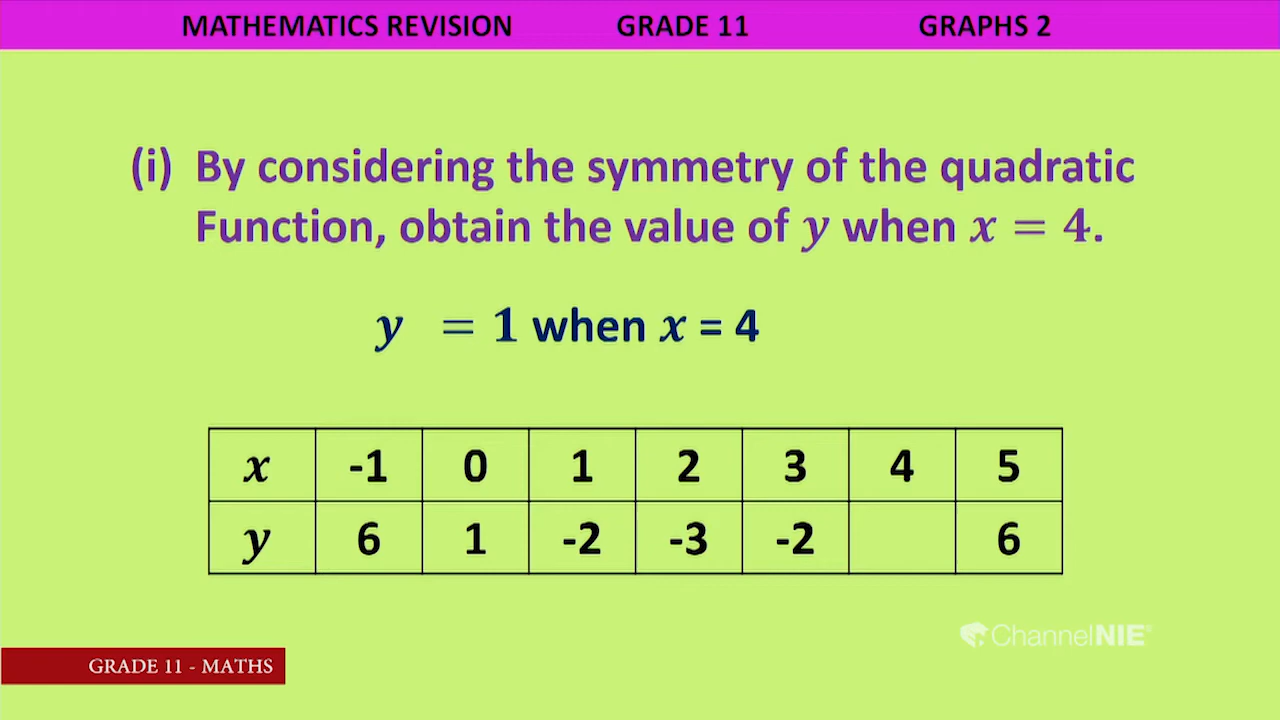 MATHEMATICS REVISION GRADE 11 GRAPHS 2
(i) By considering the symmetry of the quadratic
Function, obtain the value of y when x = 4.
y = 1 when x = 4
x -1 0 1 2 3 4 5
y 6 1 -2 -3 -2 6
ChannelNIE
GRADE 11 - MATHS